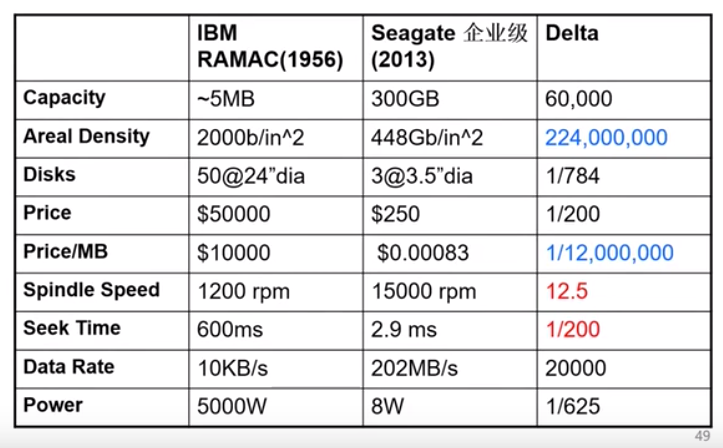 IBM RAMAC(1956) Seagate 企业级 (2013) Delta
Capacity ~5MB 300GB 60,000
Areal Density 2000b/in^2 448Gb/in^2 224,000,000
Disks 50@24”dia 3@3.5”dia 1/784
Price $50000 $250 1/200
Price/MB $10000 $0.00083 1/12,000,000
Spindle Speed 1200 rpm 15000 rpm 12.5
Seek Time 600ms 2.9 ms 1/200
Data Rate 10KB/s 202MB/s 20000
Power 5000W 8W 1/625
49